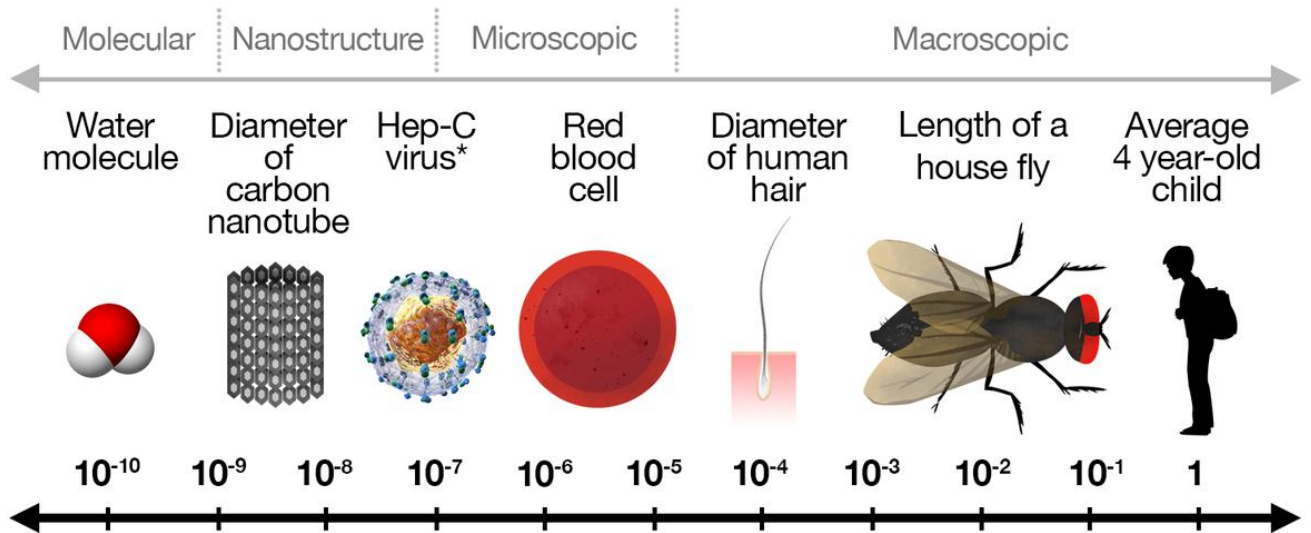 Molecular Nanostructure Microscopic Macroscopic
Water
molecule
Diameter
of
carbon
nanotube
Hep-C
virus*
Red
blood
cell
Diameter
of human
hair
Length of a
house fly
Average
4 year-old
child
10⁻¹⁰ 10⁻⁹ 10⁻⁸ 10⁻⁷ 10⁻⁶ 10⁻⁵ 10⁻⁴ 10⁻³ 10⁻² 10⁻¹ 1